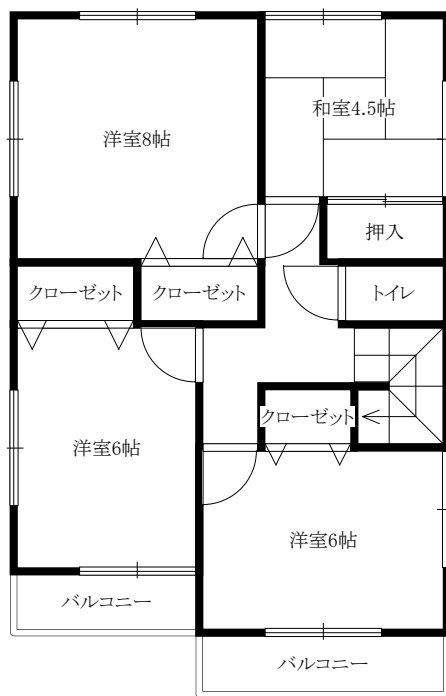 洋室8帖
和室4.5帖
押入
クローゼット
クローゼット
トイレ
クローゼット
洋室6帖
洋室6帖
バルコニー
バルコニー